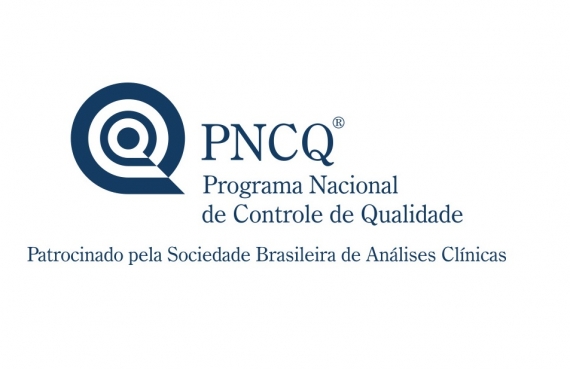 PNCQ®
Programa Nacional
de Controle de Qualidade
Patrocinado pela Sociedade Brasileira de Análises Clínicas